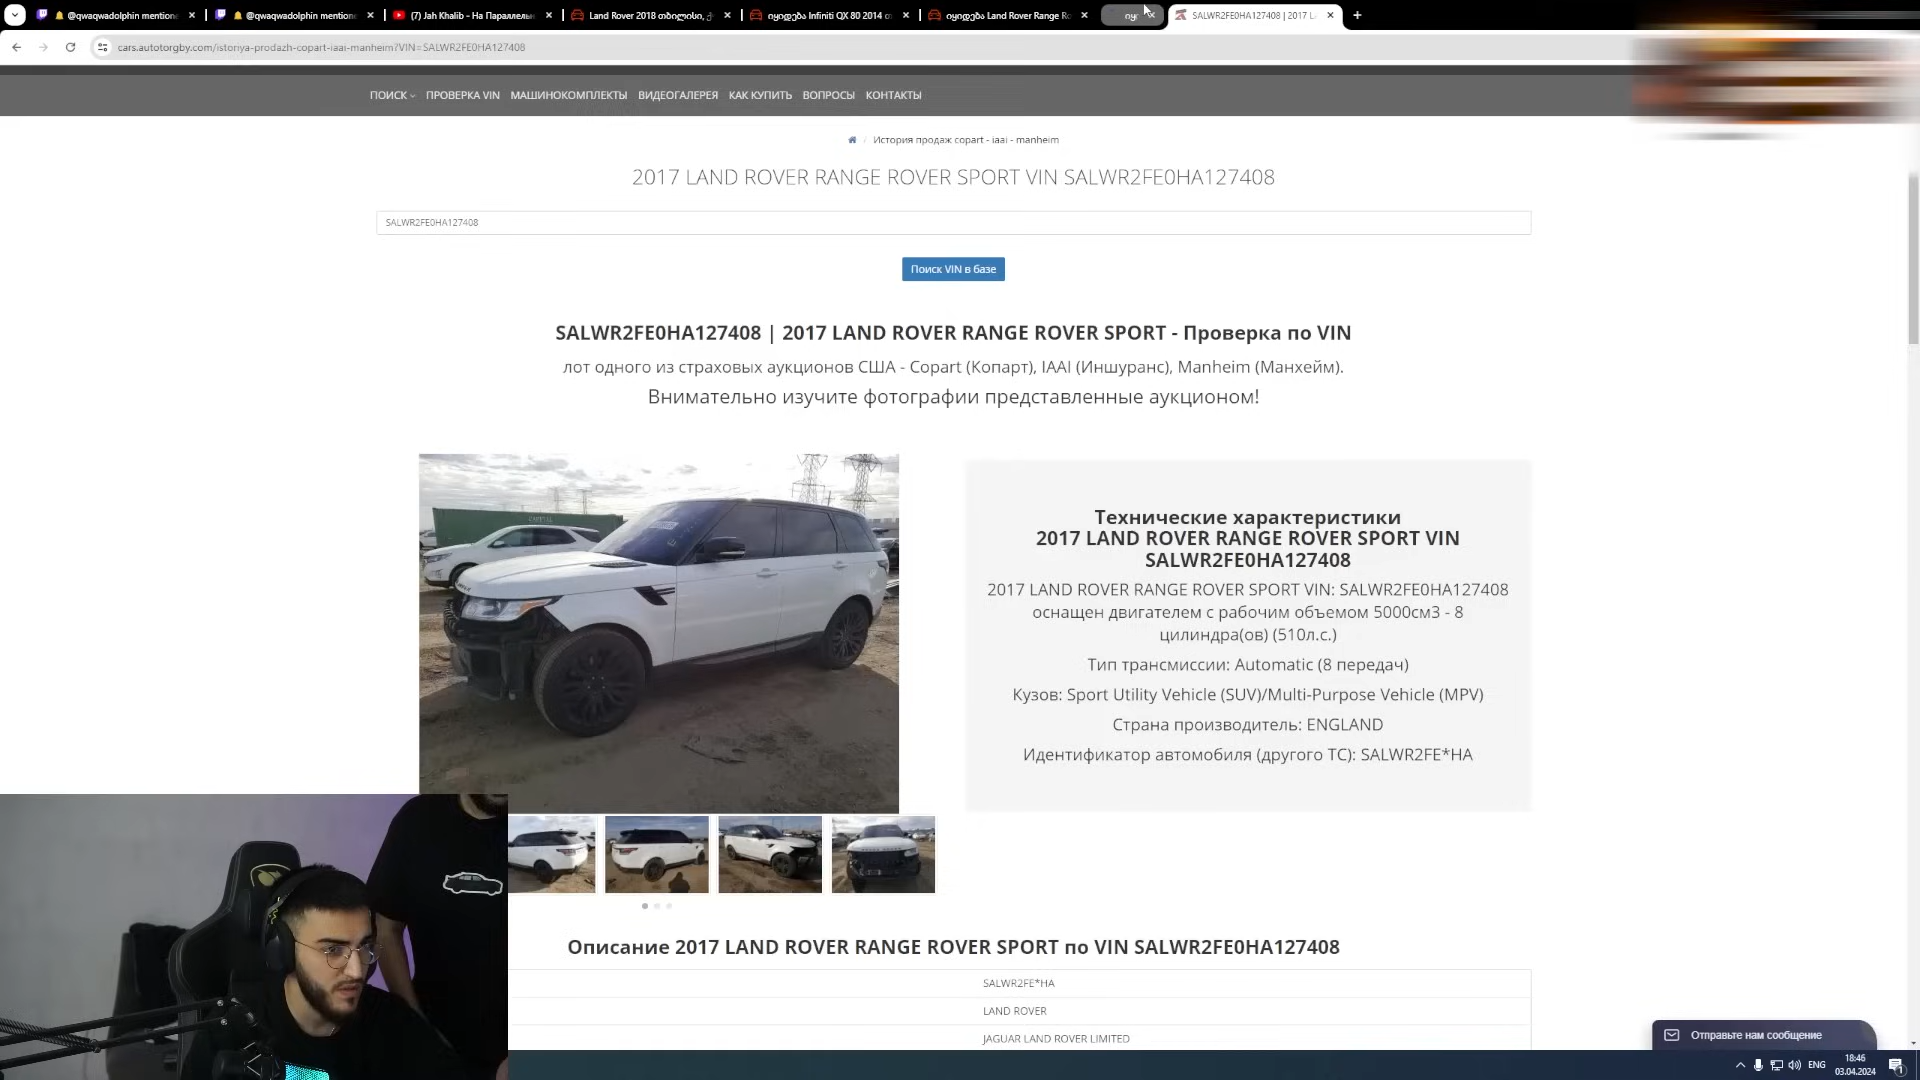 @qwaqwadolphin mentione
@qwaqwadolphin mentione
(7) Jah Khalib - На Параллельн
Land Rover 2018 თბილისი, ქ
იყიდება Infiniti QX 80 2014 თ
იყიდება Land Rover Range Ro
იყი
SALWR2FE0HA127408 | 2017 L
cars.autotorgby.com/istoriya-prodazh-copart-iaai-manheim?VIN=SALWR2FE0HA127408
ПОИСК ПРОВЕРКА VIN МАШИНОКОМПЛЕКТЫ ВИДЕОГАЛЕРЕЯ КАК КУПИТЬ ВОПРОСЫ КОНТАКТЫ
/ История продаж copart - iaai - manheim
2017 LAND ROVER RANGE ROVER SPORT VIN SALWR2FE0HA127408
SALWR2FE0HA127408
Поиск VIN в базе
SALWR2FE0HA127408 | 2017 LAND ROVER RANGE ROVER SPORT - Проверка по VIN
лот одного из страховых аукционов США - Copart (Копарт), IAAI (Иншуранс), Manheim (Манхейм).
Внимательно изучите фотографии представленные аукционом!
Технические характеристики
2017 LAND ROVER RANGE ROVER SPORT VIN
SALWR2FE0HA127408
2017 LAND ROVER RANGE ROVER SPORT VIN: SALWR2FE0HA127408
оснащен двигателем с рабочим объемом 5000см3 - 8
цилиндра(ов) (510л.с.)
Тип трансмиссии: Automatic (8 передач)
Кузов: Sport Utility Vehicle (SUV)/Multi-Purpose Vehicle (MPV)
Страна производитель: ENGLAND
Идентификатор автомобиля (другого ТС): SALWR2FE*HA
Описание 2017 LAND ROVER RANGE ROVER SPORT по VIN SALWR2FE0HA127408
SALWR2FE*HA
LAND ROVER
JAGUAR LAND ROVER LIMITED
Отправьте нам сообщение
ENG
18:46
03.04.2024
1